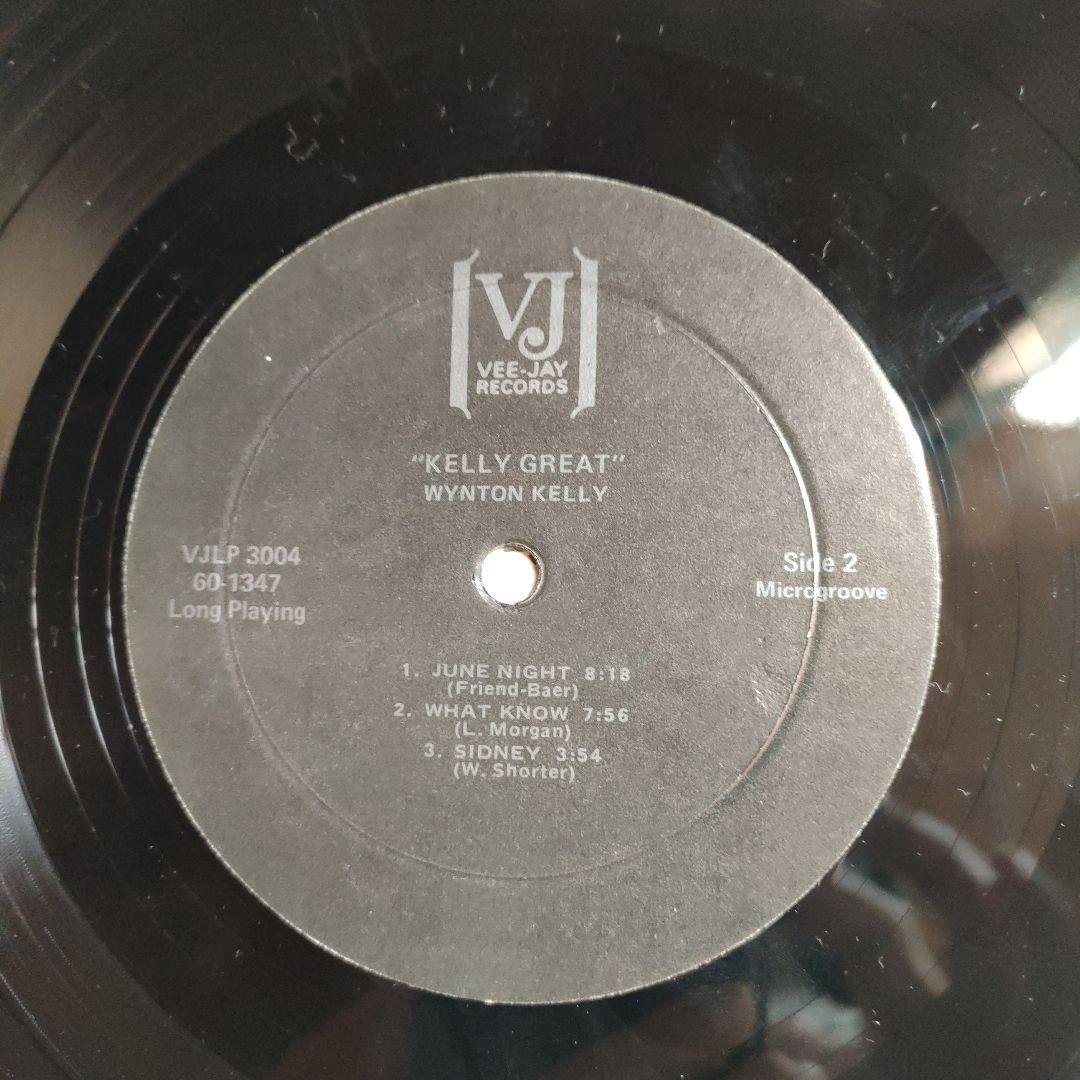 VJ
VEE-JAY
RECORDS
"KELLY GREAT"
WYNTON KELLY
VJLP 3004
60-1347
Long Playing
Side 2
Microgroove
1. JUNE NIGHT 8:18
(Friend-Baer)
2. WHAT KNOW 7:56
(L. Morgan)
3. SIDNEY 3:54
(W. Shorter)